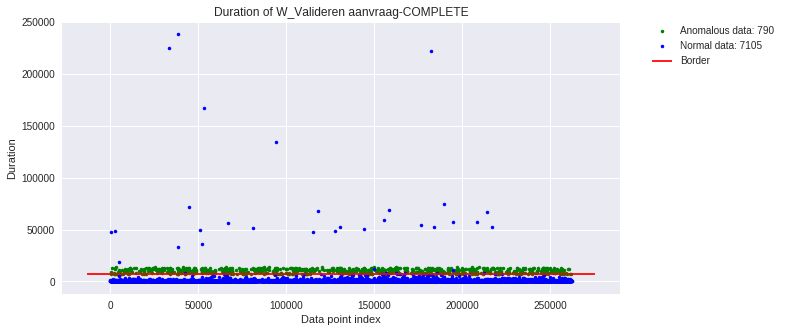 Duration of W_Valideren aanvraag-COMPLETE
250000
200000
150000
100000
50000
0
Duration
0 50000 100000 150000 200000 250000
Data point index
Anomalous data: 790
Normal data: 7105
Border